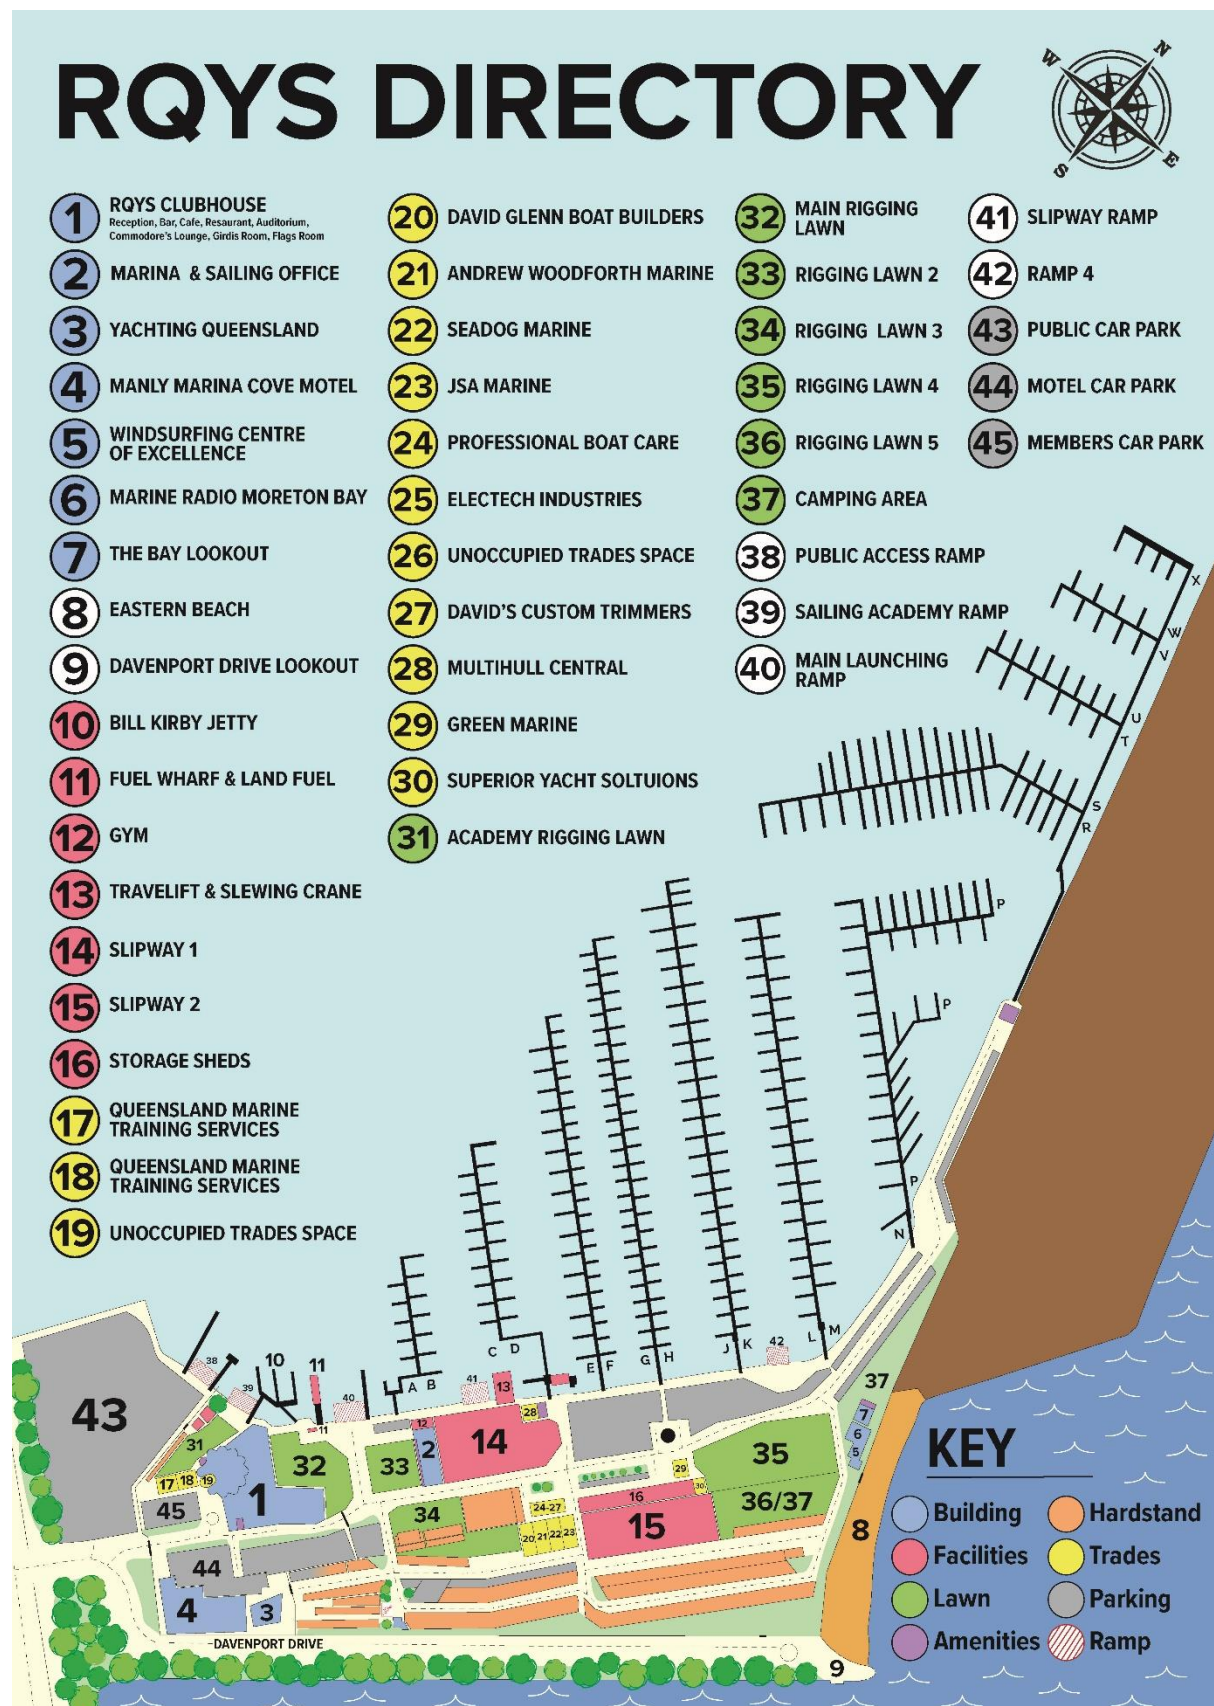 RQYS DIRECTORY
W
N
S
E
1 RQYS CLUBHOUSE
Reception, Bar, Cafe, Resaurant, Auditorium,
Commodore's Lounge, Girdis Room, Flags Room
2 MARINA & SAILING OFFICE
3 YACHTING QUEENSLAND
4 MANLY MARINA COVE MOTEL
5 WINDSURFING CENTRE
OF EXCELLENCE
6 MARINE RADIO MORETON BAY
7 THE BAY LOOKOUT
8 EASTERN BEACH
9 DAVENPORT DRIVE LOOKOUT
10 BILL KIRBY JETTY
11 FUEL WHARF & LAND FUEL
12 GYM
13 TRAVELIFT & SLEWING CRANE
14 SLIPWAY 1
15 SLIPWAY 2
16 STORAGE SHEDS
17 QUEENSLAND MARINE
TRAINING SERVICES
18 QUEENSLAND MARINE
TRAINING SERVICES
19 UNOCCUPIED TRADES SPACE
20 DAVID GLENN BOAT BUILDERS
21 ANDREW WOODFORTH MARINE
22 SEADOG MARINE
23 JSA MARINE
24 PROFESSIONAL BOAT CARE
25 ELECTECH INDUSTRIES
26 UNOCCUPIED TRADES SPACE
27 DAVID'S CUSTOM TRIMMERS
28 MULTIHULL CENTRAL
29 GREEN MARINE
30 SUPERIOR YACHT SOLTUIONS
31 ACADEMY RIGGING LAWN
32 MAIN RIGGING
LAWN
33 RIGGING LAWN 2
34 RIGGING LAWN 3
35 RIGGING LAWN 4
36 RIGGING LAWN 5
37 CAMPING AREA
38 PUBLIC ACCESS RAMP
39 SAILING ACADEMY RAMP
40 MAIN LAUNCHING
RAMP
41 SLIPWAY RAMP
42 RAMP 4
43 PUBLIC CAR PARK
44 MOTEL CAR PARK
45 MEMBERS CAR PARK
X
W
V
U
T
S
R
P
P
P
N
M
L
K
J
H
G
F
E
D
C
B
A
42
41
13
38
39
10
11
11
40
12
28
37
7
6
5
43
31
17
18
19
45
1
32
33
2
14
35
29
30
16
15
36/37
34
24-27
20
21
22
23
8
44
4
3
DAVENPORT DRIVE
9
KEY
Building
Hardstand
Facilities
Trades
Lawn
Parking
Amenities
Ramp